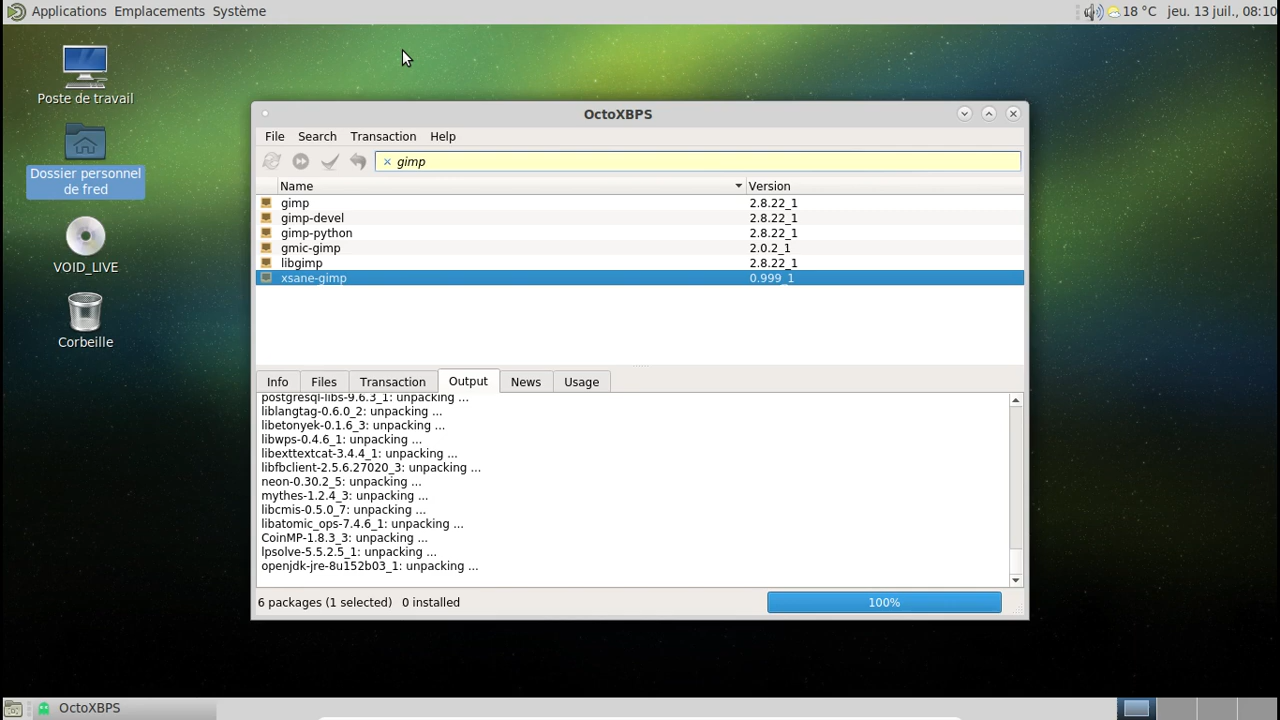 Applications Emplacements Système 18 °C jeu. 13 juil., 08:10
Poste de travail
Dossier personnel
de fred
VOID_LIVE
Corbeille
OctoXBPS
File Search Transaction Help
gimp
Name Version
gimp 2.8.22_1
gimp-devel 2.8.22_1
gimp-python 2.8.22_1
gmic-gimp 2.0.2_1
libgimp 2.8.22_1
xsane-gimp 0.999_1
Info Files Transaction Output News Usage
postgresql-libs-9.6.3_1: unpacking ...
liblangtag-0.6.0_2: unpacking ...
libetonyek-0.1.6_3: unpacking ...
libwps-0.4.6_1: unpacking ...
libexttextcat-3.4.4_1: unpacking ...
libfbclient-2.5.6.27020_3: unpacking ...
neon-0.30.2_5: unpacking ...
mythes-1.2.4_3: unpacking ...
libcmis-0.5.0_7: unpacking ...
libatomic_ops-7.4.6_1: unpacking ...
CoinMP-1.8.3_3: unpacking ...
lpsolve-5.5.2.5_1: unpacking ...
openjdk-jre-8u152b03_1: unpacking ...
6 packages (1 selected) 0 installed 100%
OctoXBPS